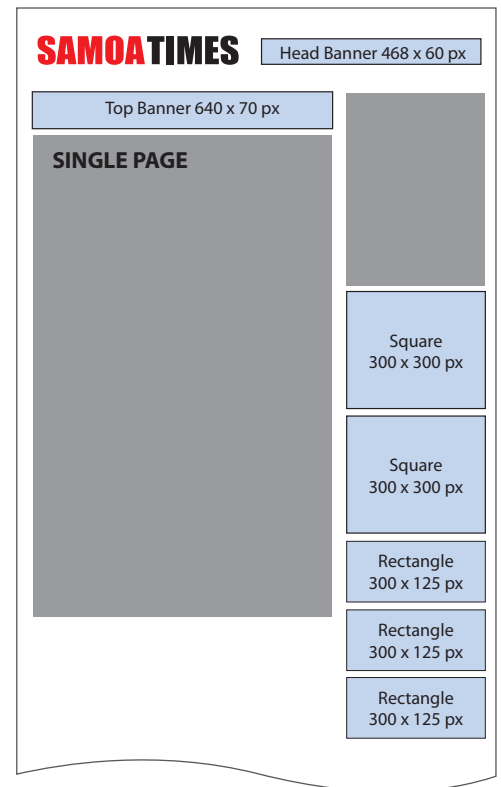 SAMOATIMES
Head Banner 468 x 60 px
Top Banner 640 x 70 px
SINGLE PAGE
Square
300 x 300 px
Square
300 x 300 px
Rectangle
300 x 125 px
Rectangle
300 x 125 px
Rectangle
300 x 125 px